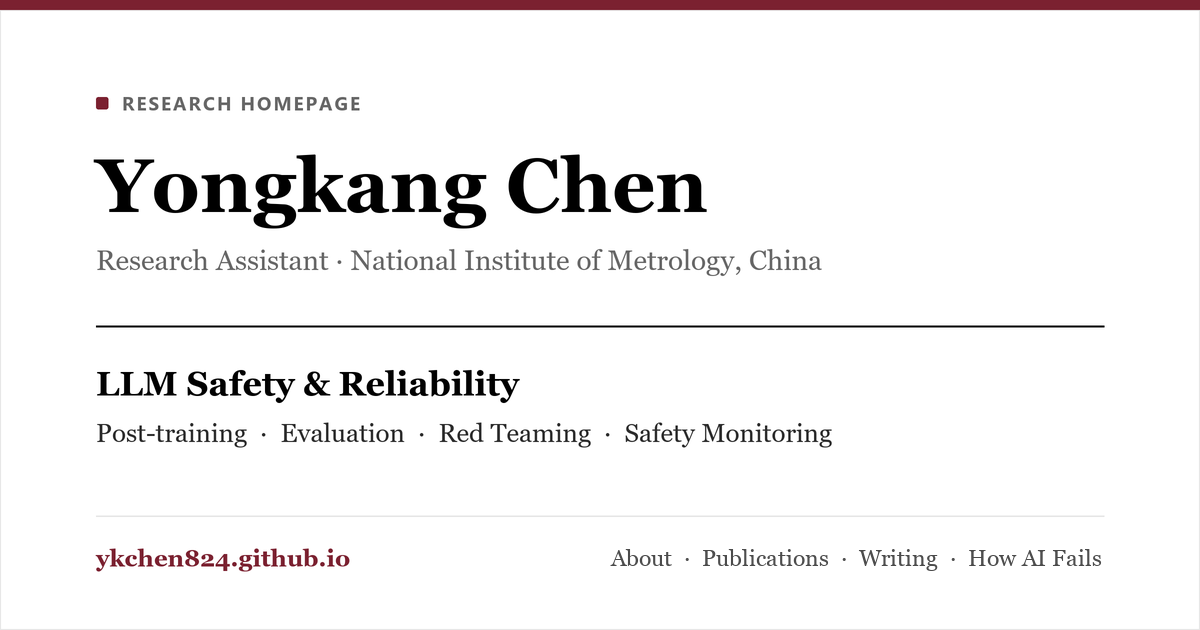 RESEARCH HOMEPAGE
Yongkang Chen
Research Assistant · National Institute of Metrology, China
LLM Safety & Reliability
Post-training · Evaluation · Red Teaming · Safety Monitoring
ykchen824.github.io
About · Publications · Writing · How AI Fails